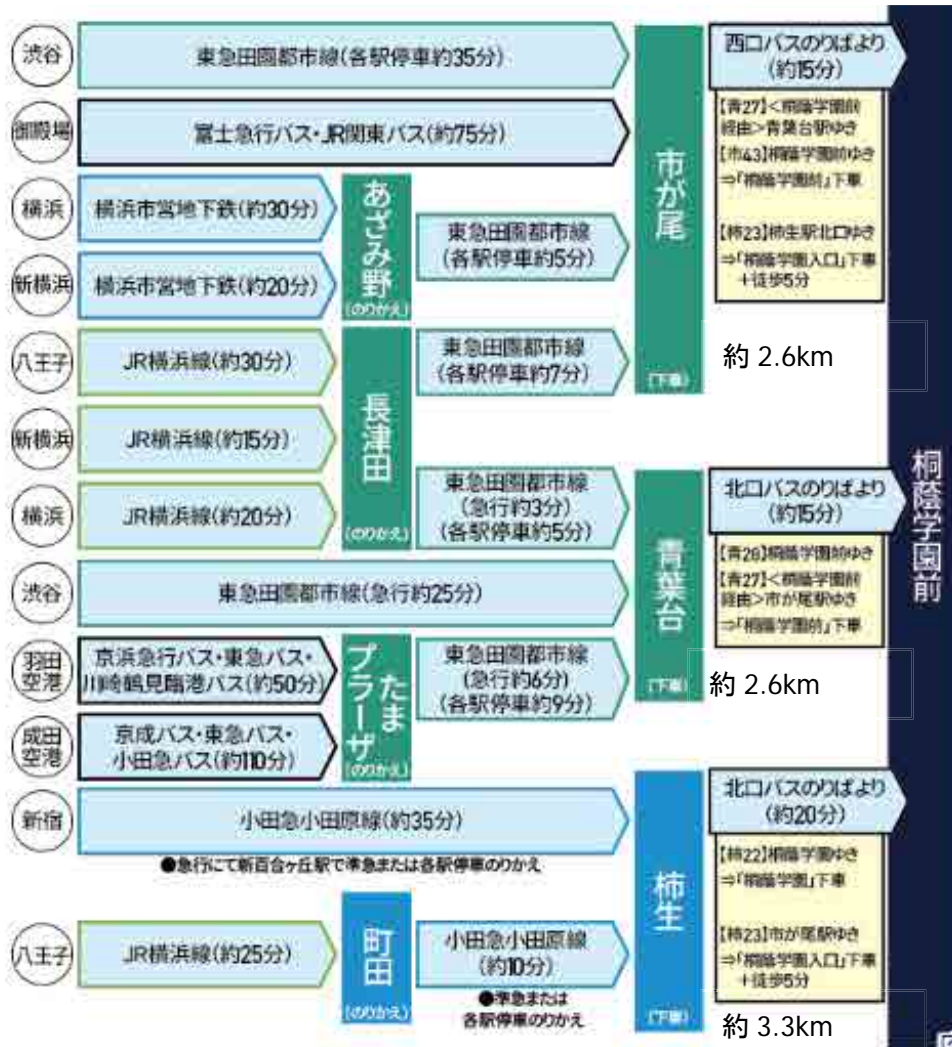 渋谷
東急田園都市線(各駅停車約35分)
御殿場
富士急行バス・JR関東バス(約75分)
横浜
横浜市営地下鉄(約30分)
新横浜
横浜市営地下鉄(約20分)
あざみ野
(のりかえ)
東急田園都市線
(各駅停車約5分)
八王子
JR横浜線(約30分)
新横浜
JR横浜線(約15分)
横浜
JR横浜線(約20分)
長津田
(のりかえ)
東急田園都市線
(各駅停車約7分)
市が尾
(下車)
西口バスのりばより
(約15分)
【青27】<桐蔭学園前
経由>青葉台駅ゆき
【市43】桐蔭学園前ゆき
⇒「桐蔭学園前」下車
【柿23】柿生駅北口ゆき
⇒「桐蔭学園入口」下車
+徒歩5分
約 2.6km
東急田園都市線
(急行約3分)
(各駅停車約5分)
渋谷
東急田園都市線(急行約25分)
羽田
空港
京浜急行バス・東急バス・
川崎鶴見臨港バス(約50分)
成田
空港
京成バス・東急バス・
小田急バス(約110分)
たま
プラーザ
(のりかえ)
東急田園都市線
(急行約6分)
(各駅停車約9分)
青葉台
(下車)
北口バスのりばより
(約15分)
【青28】桐蔭学園前ゆき
【青27】<桐蔭学園前
経由>市が尾駅ゆき
⇒「桐蔭学園前」下車
約 2.6km
新宿
小田急小田原線(約35分)
●急行にて新百合ヶ丘駅で準急または各駅停車のりかえ
八王子
JR横浜線(約25分)
町田
(のりかえ)
小田急小田原線
(約10分)
●準急または
各駅停車のりかえ
柿生
(下車)
北口バスのりばより
(約20分)
【柿22】桐蔭学園ゆき
⇒「桐蔭学園」下車
【柿23】市が尾駅ゆき
⇒「桐蔭学園入口」下車
+徒歩5分
約 3.3km
桐蔭学園前